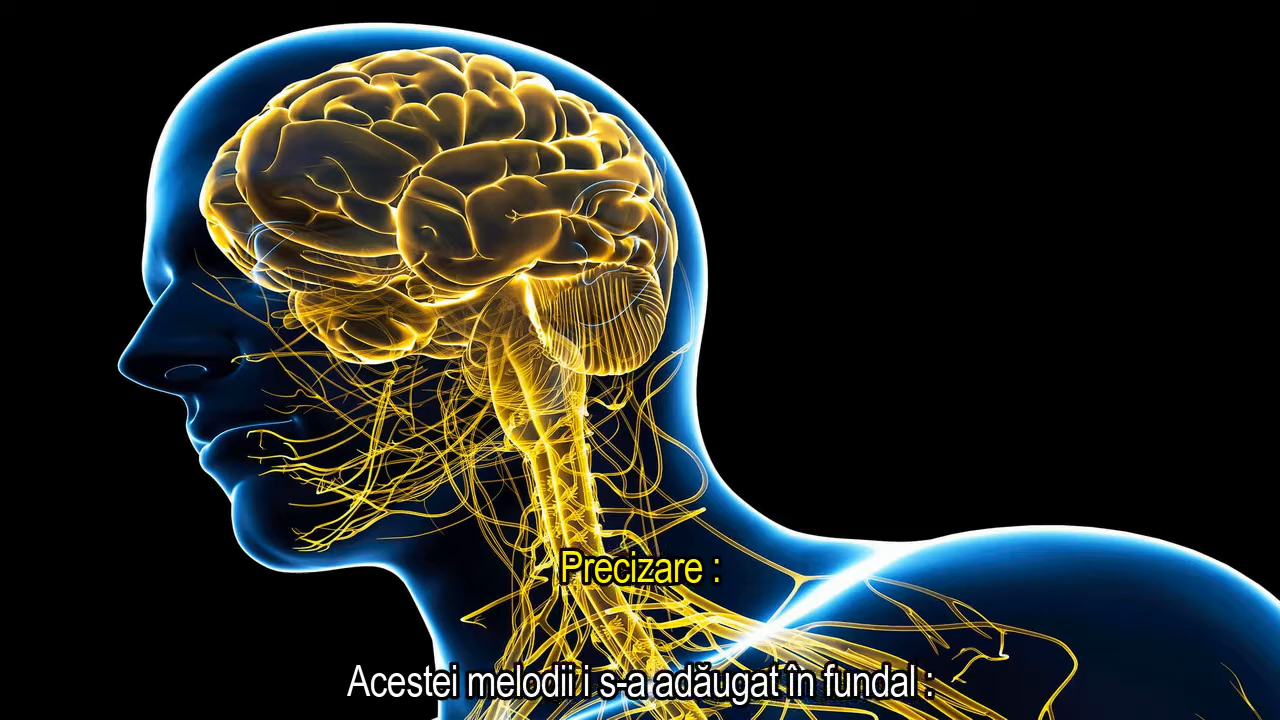 Precizare :
Acestei melodii i s-a adăugat în fundal :